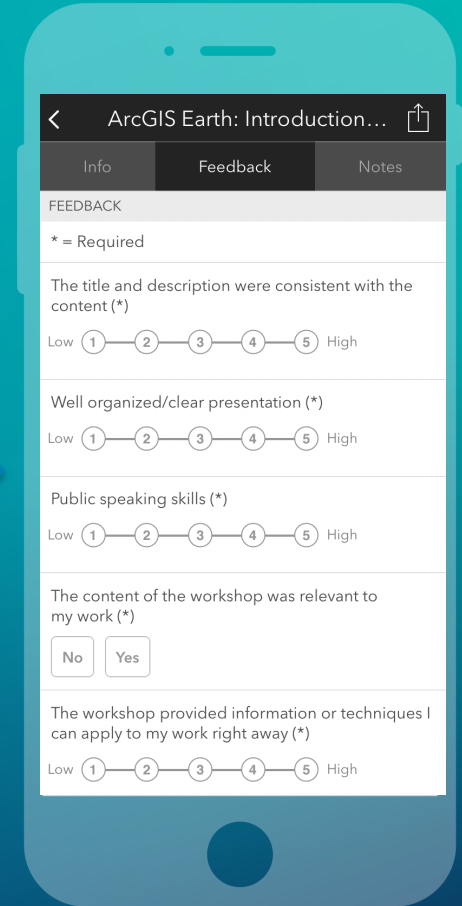 ArcGIS Earth: Introduction...
Info Feedback Notes
FEEDBACK
* = Required
The title and description were consistent with the
content (*)
Low 1 2 3 4 5 High
Well organized/clear presentation (*)
Low 1 2 3 4 5 High
Public speaking skills (*)
Low 1 2 3 4 5 High
The content of the workshop was relevant to
my work (*)
No Yes
The workshop provided information or techniques I
can apply to my work right away (*)
Low 1 2 3 4 5 High